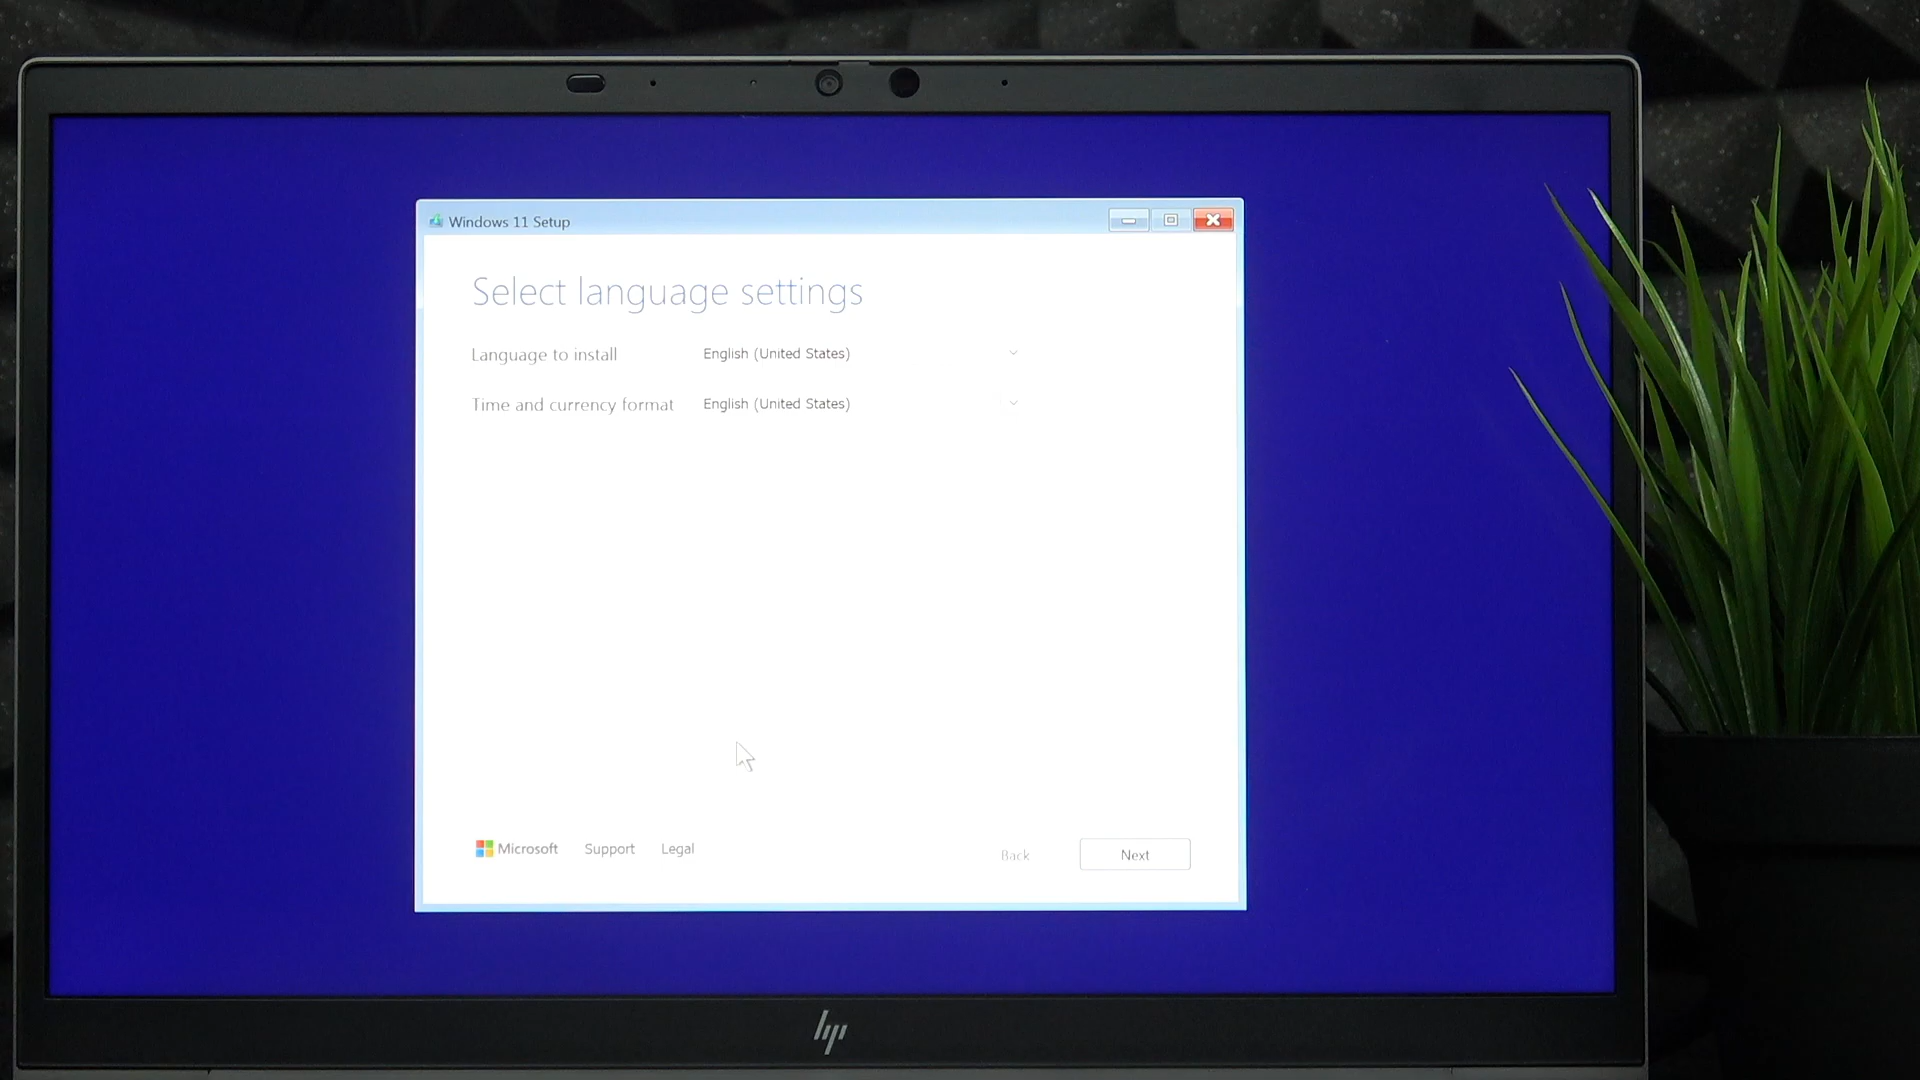 Windows 11 Setup
Select language settings
Language to install English (United States)
Time and currency format English (United States)
Microsoft Support Legal Back Next
hp